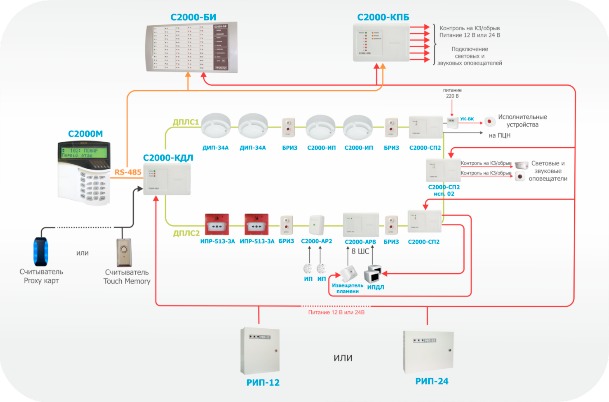 С2000-БИ
С2000-КПБ
Контроль на КЗ/обрыв
Питание 12 В или 24 В
Подключение
световых и
звуковых оповещателей
С2000М
RS-485
С2000-КДЛ
ДПЛС1
ДИП-34А
ДИП-34А
БРИЗ
С2000-ИП
С2000-ИП
БРИЗ
С2000-СП2
питание
220 В
УК-ВК
Исполнительные
устройства
на ПЦН
С2000-СП2
исп. 02
Контроль на КЗ/обрыв
Контроль на КЗ/обрыв
Световые и
звуковые
оповещатели
ДПЛС2
ИПР-513-3А
ИПР-513-3А
БРИЗ
С2000-АР2
С2000-АР8
БРИЗ
С2000-СП2
8 ШС
ИП
ИП
Извещатель
пламени
ИПДЛ
или
Считыватель
Proxy карт
Считыватель
Touch Memory
Питание 12 В или 24В
РИП-12
ИЛИ
РИП-24